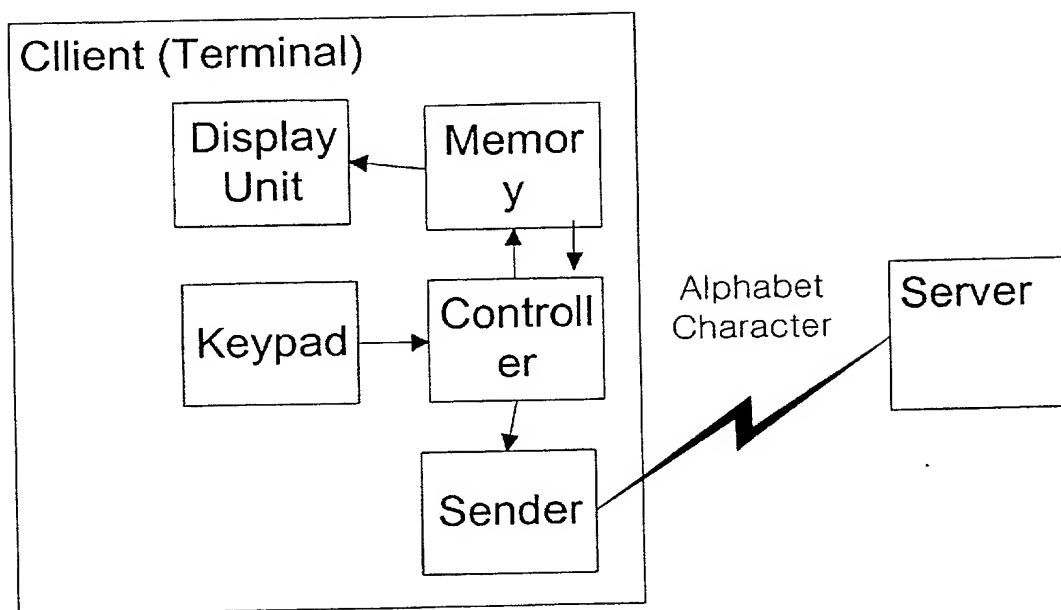 Cllient (Terminal)
Display
Unit
Memor
y
Keypad
Controll
er
Alphabet
Character
Server
Sender